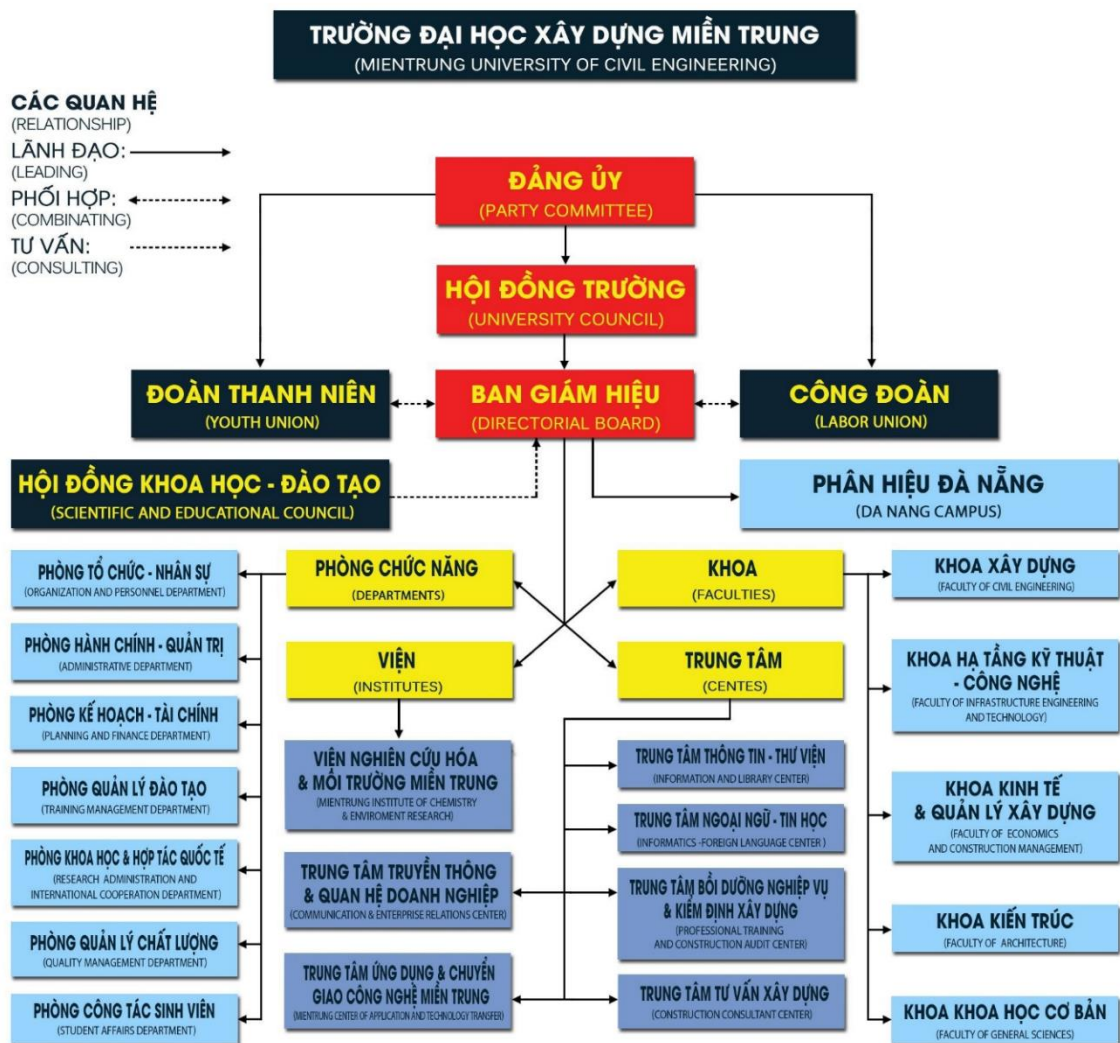 TRƯỜNG ĐẠI HỌC XÂY DỰNG MIỀN TRUNG
(MIENTRUNG UNIVERSITY OF CIVIL ENGINEERING)
CÁC QUAN HỆ
(RELATIONSHIP)
LÃNH ĐẠO:
(LEADING)
PHỐI HỢP:
(COMBINATING)
TƯ VẤN:
(CONSULTING)
ĐẢNG ỦY
(PARTY COMMITTEE)
HỘI ĐỒNG TRƯỜNG
(UNIVERSITY COUNCIL)
ĐOÀN THANH NIÊN
(YOUTH UNION)
BAN GIÁM HIỆU
(DIRECTORIAL BOARD)
CÔNG ĐOÀN
(LABOR UNION)
HỘI ĐỒNG KHOA HỌC - ĐÀO TẠO
(SCIENTIFIC AND EDUCATIONAL COUNCIL)
PHÂN HIỆU ĐÀ NẴNG
(DA NANG CAMPUS)
PHÒNG TỔ CHỨC - NHÂN SỰ
(ORGANIZATION AND PERSONNEL DEPARTMENT)
PHÒNG HÀNH CHÍNH - QUẢN TRỊ
(ADMINISTRATIVE DEPARTMENT)
PHÒNG KẾ HOẠCH - TÀI CHÍNH
(PLANNING AND FINANCE DEPARTMENT)
PHÒNG QUẢN LÝ ĐÀO TẠO
(TRAINING MANAGEMENT DEPARTMENT)
PHÒNG KHOA HỌC & HỢP TÁC QUỐC TẾ
(RESEARCH ADMINISTRATION AND
INTERNATIONAL COOPERATION DEPARTMENT)
PHÒNG QUẢN LÝ CHẤT LƯỢNG
(QUALITY MANAGEMENT DEPARTMENT)
PHÒNG CÔNG TÁC SINH VIÊN
(STUDENT AFFAIRS DEPARTMENT)
PHÒNG CHỨC NĂNG
(DEPARTMENTS)
KHOA
(FACULTIES)
VIỆN
(INSTITUTES)
TRUNG TÂM
(CENTES)
VIỆN NGHIÊN CỨU HÓA
& MÔI TRƯỜNG MIỀN TRUNG
(MIENTRUNG INSTITUTE OF CHEMISTRY
& ENVIROMENT RESEARCH)
TRUNG TÂM TRUYỀN THÔNG
& QUAN HỆ DOANH NGHIỆP
(COMMUNICATION & ENTERPRISE RELATIONS CENTER)
TRUNG TÂM ỨNG DỤNG & CHUYỂN
GIAO CÔNG NGHỆ MIỀN TRUNG
(MIENTRUNG CENTER OF APPLICATION AND TECHNOLOGY TRANSFER)
TRUNG TÂM THÔNG TIN - THƯ VIỆN
(INFORMATION AND LIBRARY CENTER)
TRUNG TÂM NGOẠI NGỮ - TIN HỌC
(INFORMATICS -FOREIGN LANGUAGE CENTER )
TRUNG TÂM BỒI DƯỠNG NGHIỆP VỤ
& KIỂM ĐỊNH XÂY DỰNG
(PROFESSIONAL TRAINING
AND CONSTRUCTION AUDIT CENTER)
TRUNG TÂM TƯ VẤN XÂY DỰNG
(CONSTRUCTION CONSULTANT CENTER)
KHOA XÂY DỰNG
(FACULTY OF CIVIL ENGINEERING)
KHOA HẠ TẦNG KỸ THUẬT
- CÔNG NGHỆ
(FACULTY OF INFRASTRUCTURE ENGINEERING
AND TECHNOLOGY)
KHOA KINH TẾ
& QUẢN LÝ XÂY DỰNG
(FACULTY OF ECONOMICS
AND CONSTRUCTION MANAGEMENT)
KHOA KIẾN TRÚC
(FACULTY OF ARCHITECTURE)
KHOA KHOA HỌC CƠ BẢN
(FACULTY OF GENERAL SCIENCES)